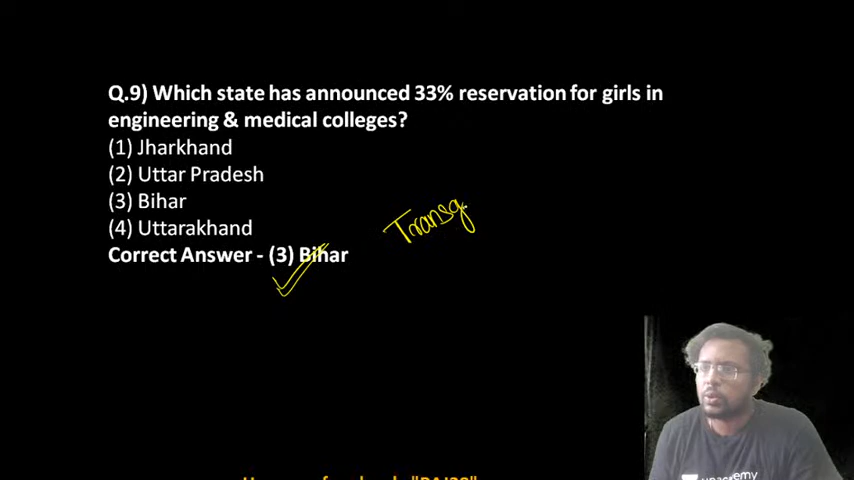 Q.9) Which state has announced 33% reservation for girls in
engineering & medical colleges?
(1) Jharkhand
(2) Uttar Pradesh
(3) Bihar
(4) Uttarakhand
Correct Answer - (3) Bihar
Transg